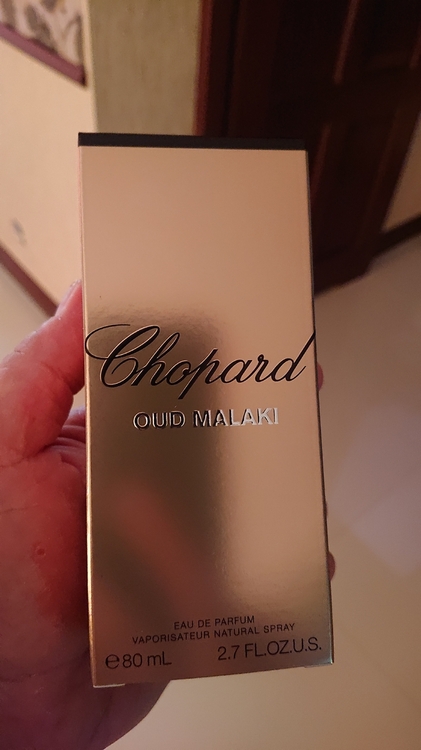 Chopard
OUD MALAKI
EAU DE PARFUM
VAPORISATEUR NATURAL SPRAY
℮80 mL 2.7 FL.OZ.U.S.